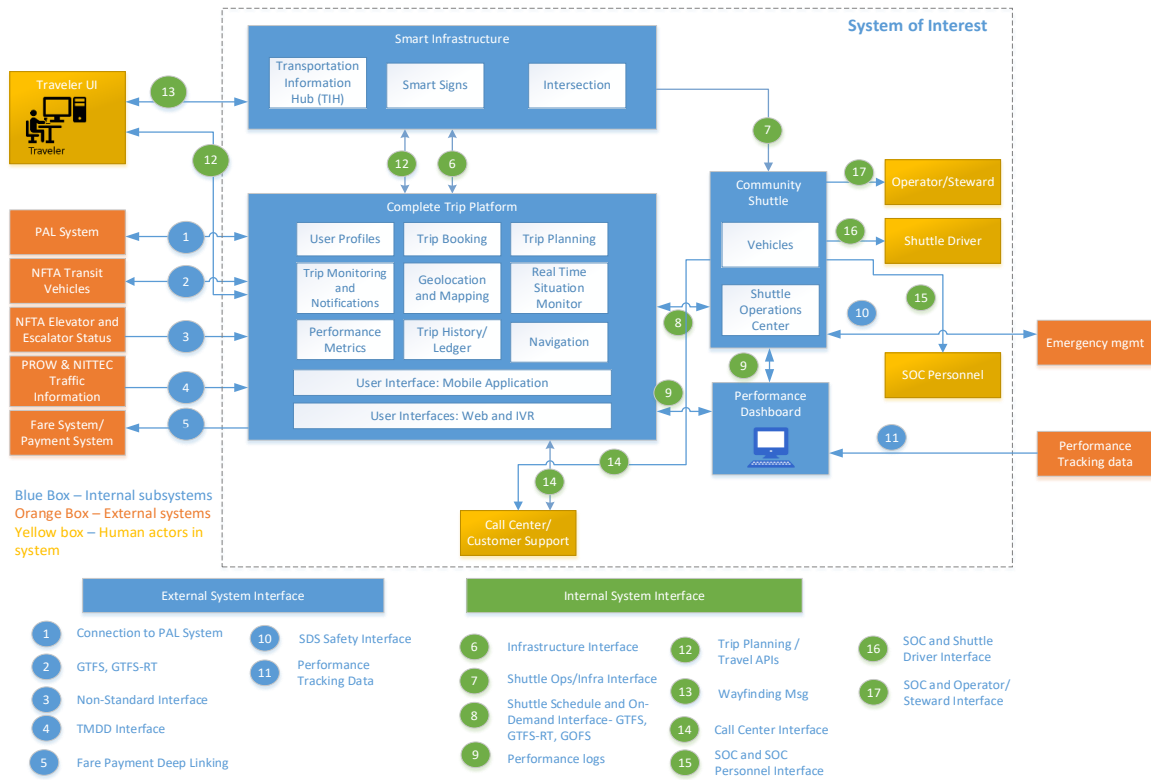 System of Interest
Smart Infrastructure
Transportation
Information
Hub (TIH)
Smart Signs
Intersection
Traveler UI
Traveler
13
12
12
6
7
Complete Trip Platform
User Profiles
Trip Booking
Trip Planning
Trip Monitoring
and
Notifications
Geolocation
and Mapping
Real Time
Situation
Monitor
Performance
Metrics
Trip History/
Ledger
Navigation
User Interface: Mobile Application
User Interfaces: Web and IVR
PAL System
1
NFTA Transit
Vehicles
2
NFTA Elevator and
Escalator Status
3
PROW & NITTEC
Traffic
Information
4
Fare System/
Payment System
5
Community
Shuttle
Vehicles
Shuttle
Operations
Center
17
Operator/Steward
16
Shuttle Driver
15
SOC Personnel
10
Emergency mgmt
8
9
9
Performance
Dashboard
11
Performance
Tracking data
14
14
Call Center/
Customer Support
Blue Box – Internal subsystems
Orange Box – External systems
Yellow box – Human actors in
system
External System Interface
1 Connection to PAL System
2 GTFS, GTFS-RT
3 Non-Standard Interface
4 TMDD Interface
5 Fare Payment Deep Linking
10 SDS Safety Interface
11 Performance
Tracking Data
Internal System Interface
6 Infrastructure Interface
7 Shuttle Ops/Infra Interface
8 Shuttle Schedule and On-
Demand Interface- GTFS,
GTFS-RT, GOFS
9 Performance logs
12 Trip Planning /
Travel APIs
13 Wayfinding Msg
14 Call Center Interface
15 SOC and SOC
Personnel Interface
16 SOC and Shuttle
Driver Interface
17 SOC and Operator/
Steward Interface